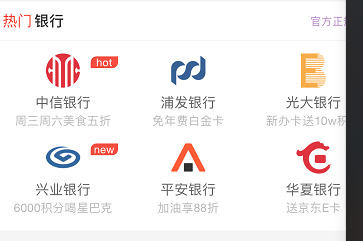 热门 银行
官方正规
hot
中信银行
浦发银行
光大银行
周三周六美食五折
免年费白金卡
新办卡送10w积
new
兴业银行
平安银行
华夏银行
6000积分喝星巴克
加油享88折
送京东E卡